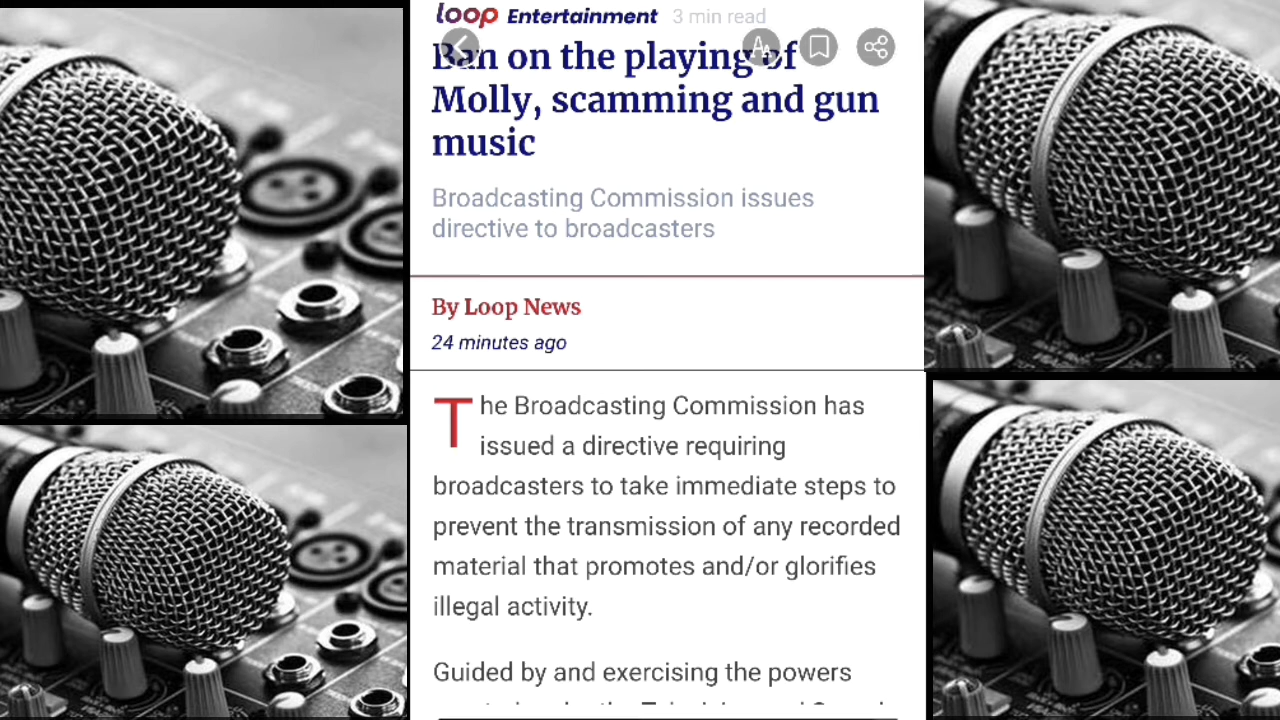 loop Entertainment 3 min read
Ban on the playing of
Molly, scamming and gun
music
Broadcasting Commission issues
directive to broadcasters
By Loop News
24 minutes ago
The Broadcasting Commission has
issued a directive requiring
broadcasters to take immediate steps to
prevent the transmission of any recorded
material that promotes and/or glorifies
illegal activity.
Guided by and exercising the powers